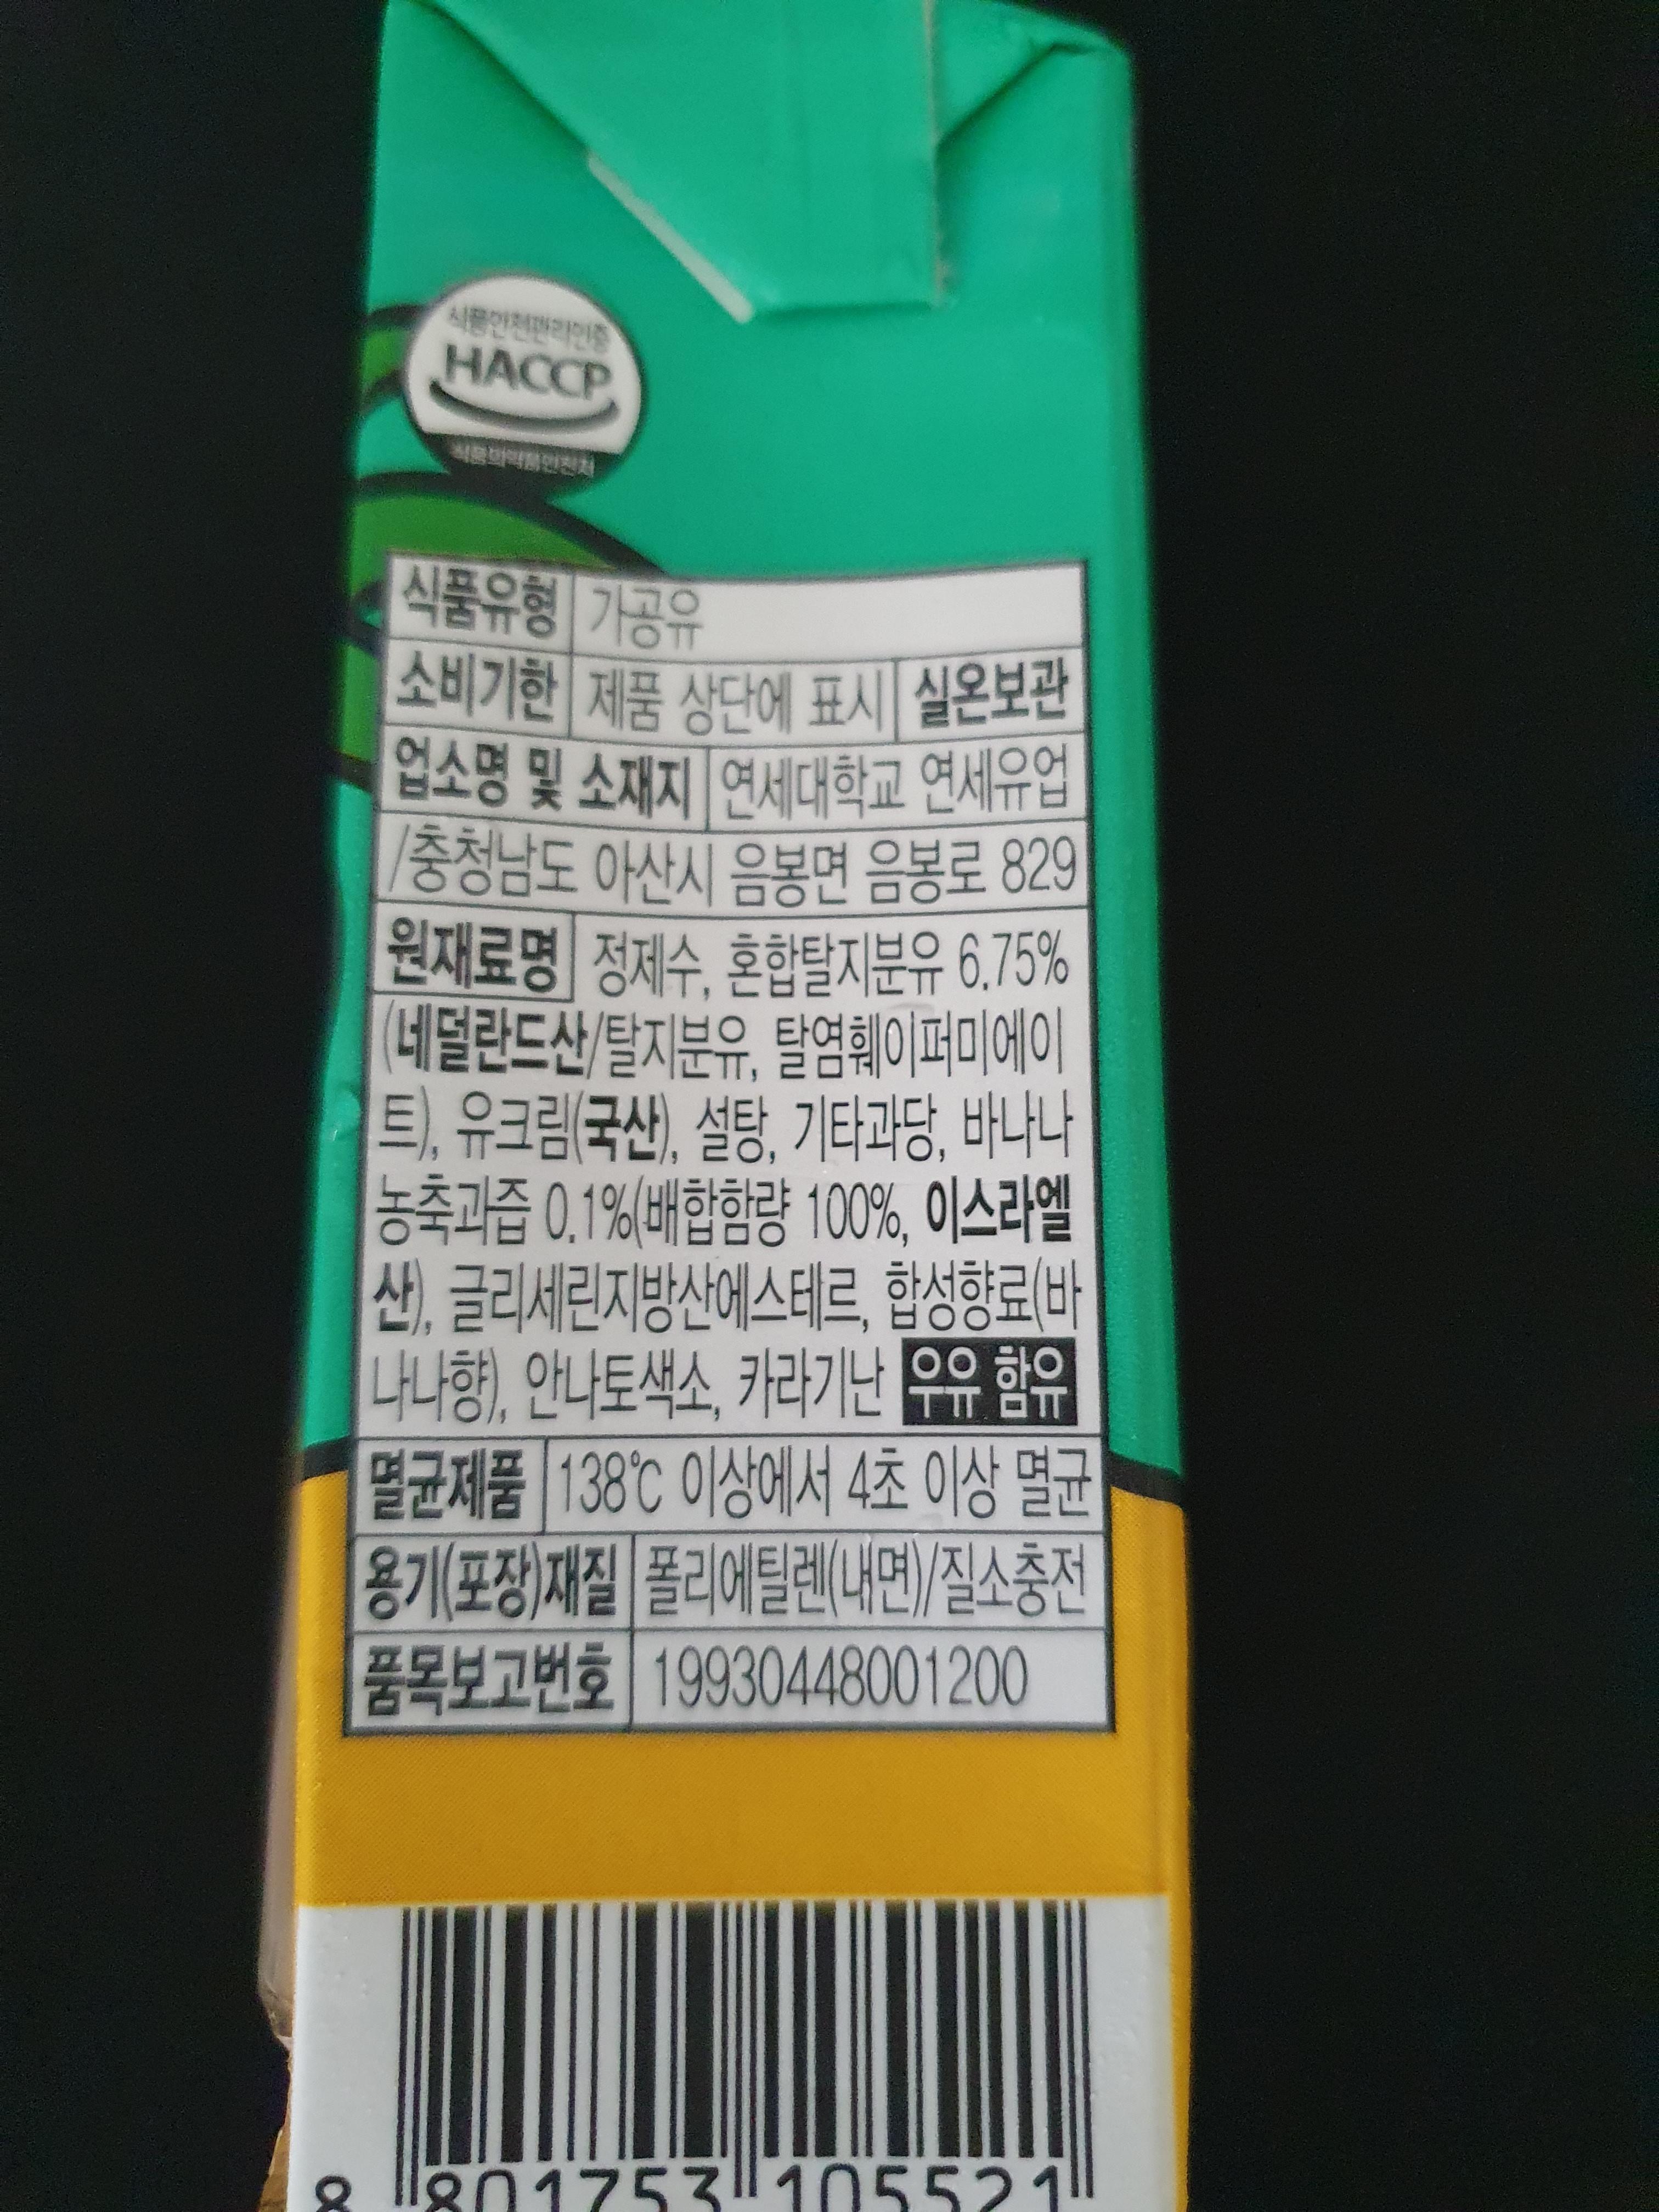 식품안전관리인증
HACCP
식품의약품안전처
식품유형 가공유
소비기한 제품 상단에 표시 실온보관
업소명 및 소재지 연세대학교 연세유업
/충청남도 아산시 음봉면 음봉로 829
원재료명 정제수, 혼합탈지분유 6.75%
(네덜란드산/탈지분유, 탈염훼이퍼미에이
트), 유크림(국산), 설탕, 기타과당, 바나나
농축과즙 0.1%(배합함량 100%, 이스라엘
산), 글리세린지방산에스테르, 합성향료(바
나나향), 안나토색소, 카라기난 우유 함유
멸균제품 138℃ 이상에서 4초 이상 멸균
용기(포장)재질 폴리에틸렌(내면)/질소충전
품목보고번호 19930448001200
8 801753 105521